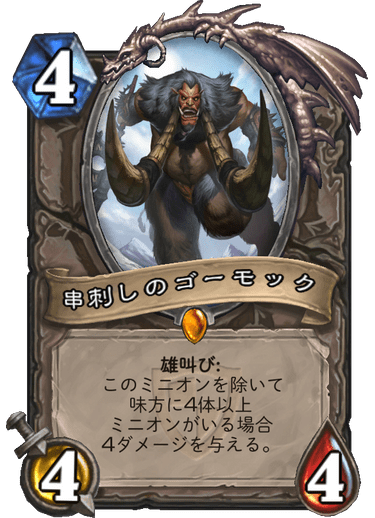 4
串刺しのゴーモック
雄叫び:
このミニオンを除いて
味方に4体以上
ミニオンがいる場合
4ダメージを与える。
4
4